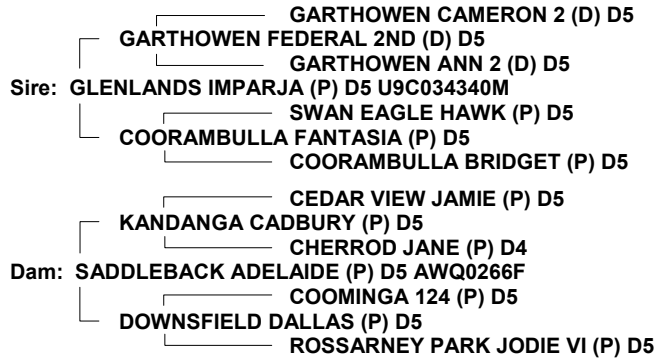 GARTHOWEN CAMERON 2 (D) D5
GARTHOWEN FEDERAL 2ND (D) D5
GARTHOWEN ANN 2 (D) D5
Sire: GLENLANDS IMPARJA (P) D5 U9C034340M
SWAN EAGLE HAWK (P) D5
COORAMBULLA FANTASIA (P) D5
COORAMBULLA BRIDGET (P) D5
CEDAR VIEW JAMIE (P) D5
KANDANGA CADBURY (P) D5
CHERROD JANE (P) D4
Dam: SADDLEBACK ADELAIDE (P) D5 AWQ0266F
COOMINGA 124 (P) D5
DOWNSFIELD DALLAS (P) D5
ROSSARNEY PARK JODIE VI (P) D5